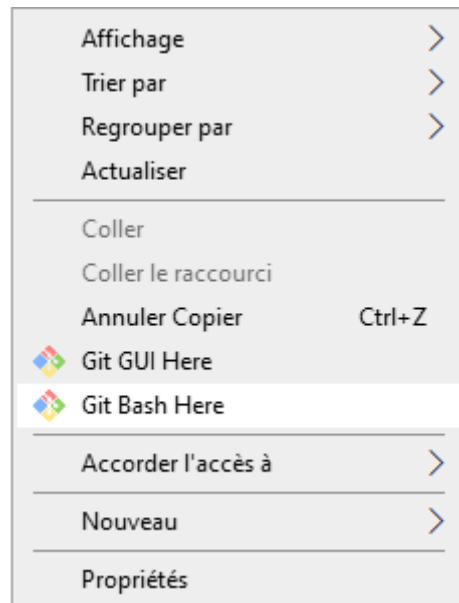 Affichage
Trier par
Regrouper par
Actualiser
Coller
Coller le raccourci
Annuler Copier Ctrl+Z
Git GUI Here
Git Bash Here
Accorder l'accès à
Nouveau
Propriétés